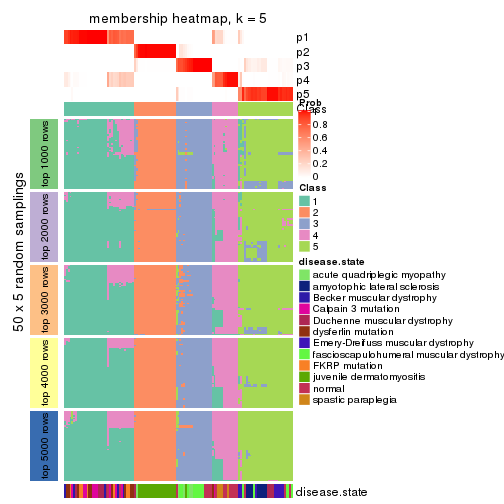 membership heatmap, k = 5
p1
p2
p3
p4
p5
Class
50 x 5 random samplings
top 1000 rows
top 2000 rows
top 3000 rows
top 4000 rows
top 5000 rows
disease.state
Prob
1
0.8
0.6
0.4
0.2
0
Class
1
2
3
4
5
disease.state
acute quadriplegic myopathy
amyotophic lateral sclerosis
Becker muscular dystrophy
Calpain 3 mutation
Duchenne muscular dystrophy
dysferlin mutation
Emery-Dreifuss muscular dystrophy
fascioscapulohumeral muscular dystrophy
FKRP mutation
juvenile dermatomyositis
normal
spastic paraplegia